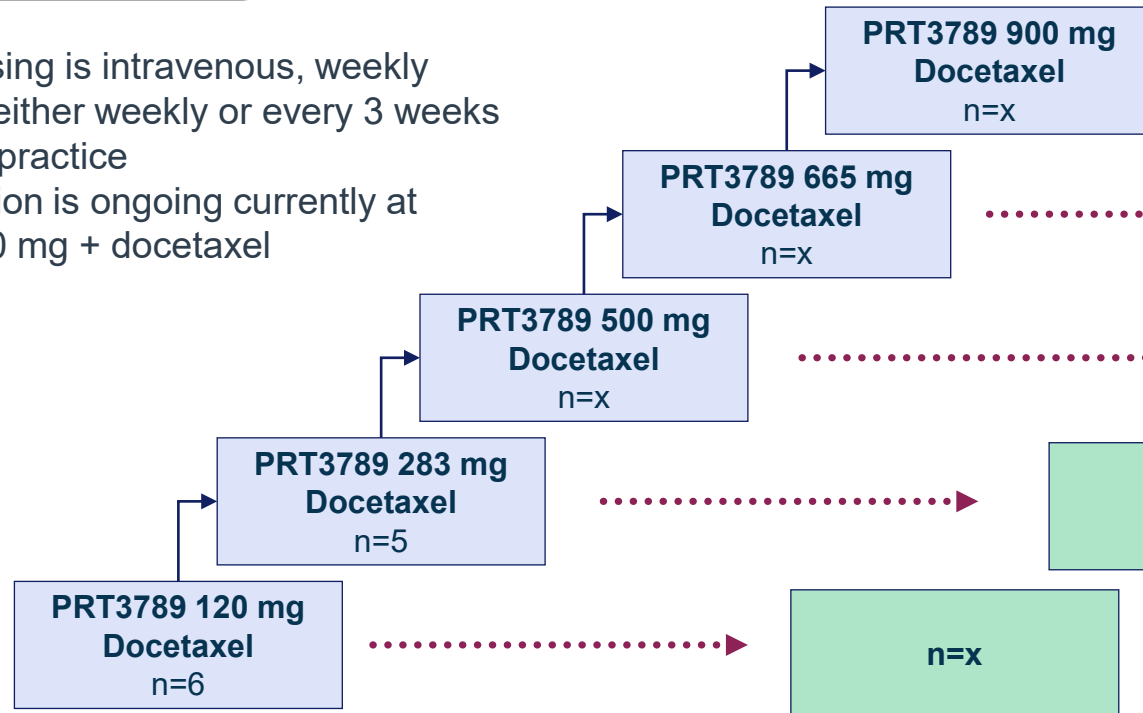 sing is intravenous, weekly
either weekly or every 3 weeks
practice
ion is ongoing currently at
0 mg + docetaxel
PRT3789 900 mg
Docetaxel
n=x
PRT3789 665 mg
Docetaxel
n=x
PRT3789 500 mg
Docetaxel
n=x
PRT3789 283 mg
Docetaxel
n=5
PRT3789 120 mg
Docetaxel
n=6
n=x